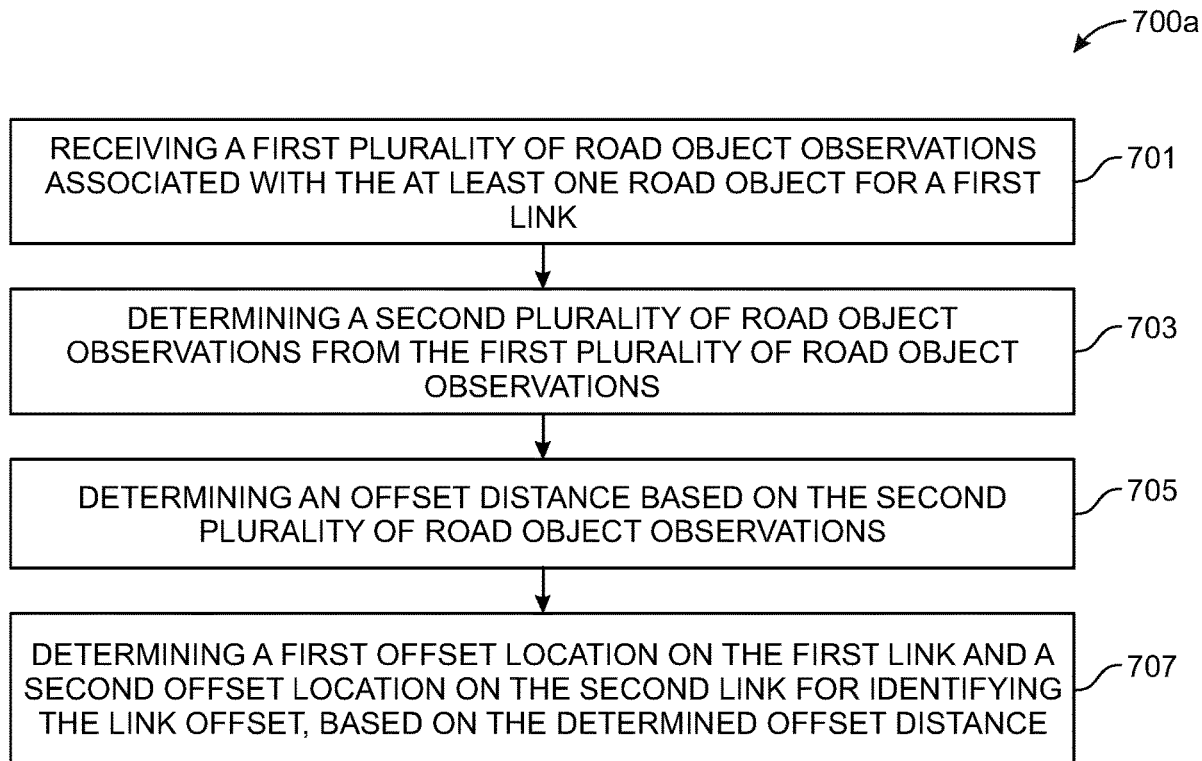 700a
RECEIVING A FIRST PLURALITY OF ROAD OBJECT OBSERVATIONS
ASSOCIATED WITH THE AT LEAST ONE ROAD OBJECT FOR A FIRST
LINK
701
DETERMINING A SECOND PLURALITY OF ROAD OBJECT
OBSERVATIONS FROM THE FIRST PLURALITY OF ROAD OBJECT
OBSERVATIONS
703
DETERMINING AN OFFSET DISTANCE BASED ON THE SECOND
PLURALITY OF ROAD OBJECT OBSERVATIONS
705
DETERMINING A FIRST OFFSET LOCATION ON THE FIRST LINK AND A
SECOND OFFSET LOCATION ON THE SECOND LINK FOR IDENTIFYING
THE LINK OFFSET, BASED ON THE DETERMINED OFFSET DISTANCE
707